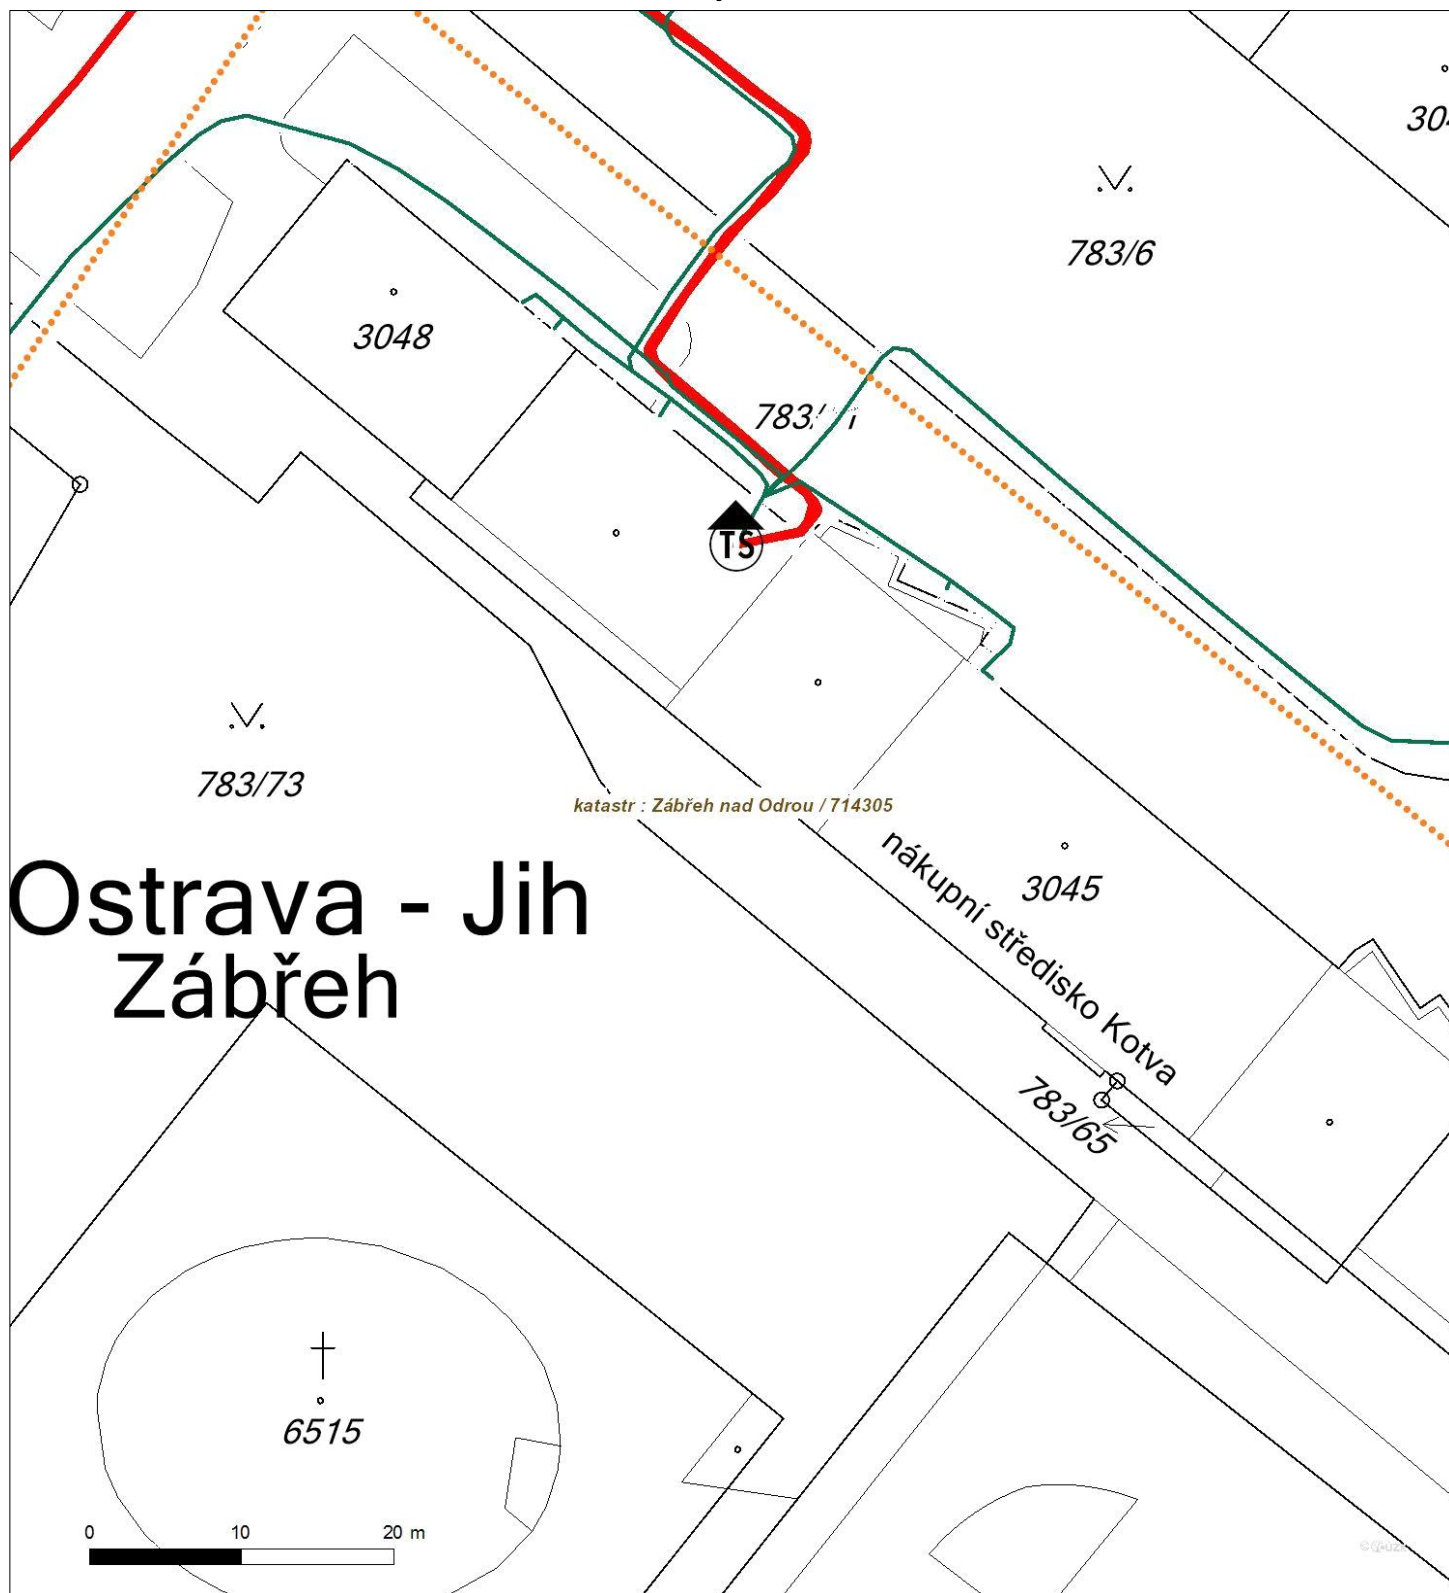 783/6
3048
783/
TS
783/73
katastr : Zábřeh nad Odrou / 714305
Ostrava - Jih
Zábřeh
3045
nákupní středisko Kotva
783/65
6515
0 10 20 m